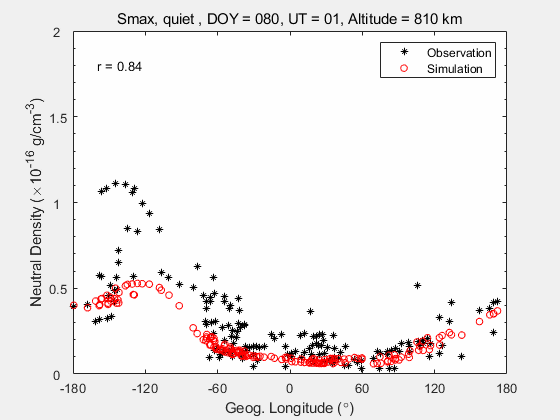 Smax, quiet , DOY = 080, UT = 01, Altitude = 810 km
2
1.5
1
0.5
0
Neutral Density (×10⁻¹⁶ g/cm⁻³)
r = 0.84
Observation
Simulation
-180 -120 -60 0 60 120 180
Geog. Longitude (°)